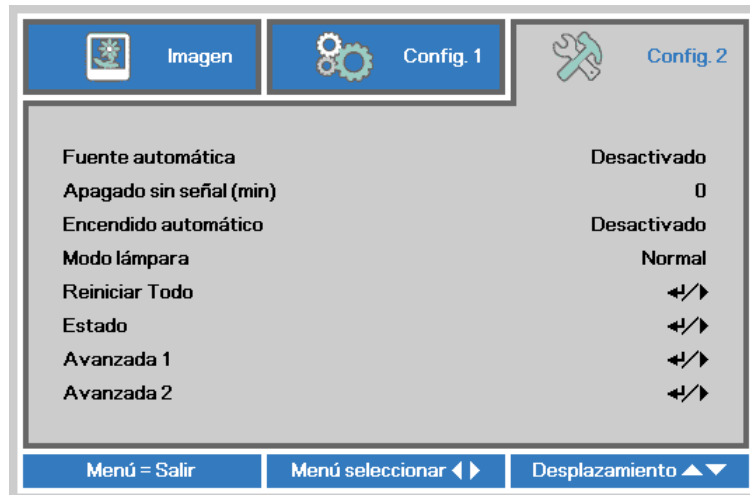 Imagen
Config. 1
Config. 2
Fuente automática Desactivado
Apagado sin señal (min) 0
Encendido automático Desactivado
Modo lámpara Normal
Reiniciar Todo
Estado
Avanzada 1
Avanzada 2
Menú = Salir
Menú seleccionar
Desplazamiento